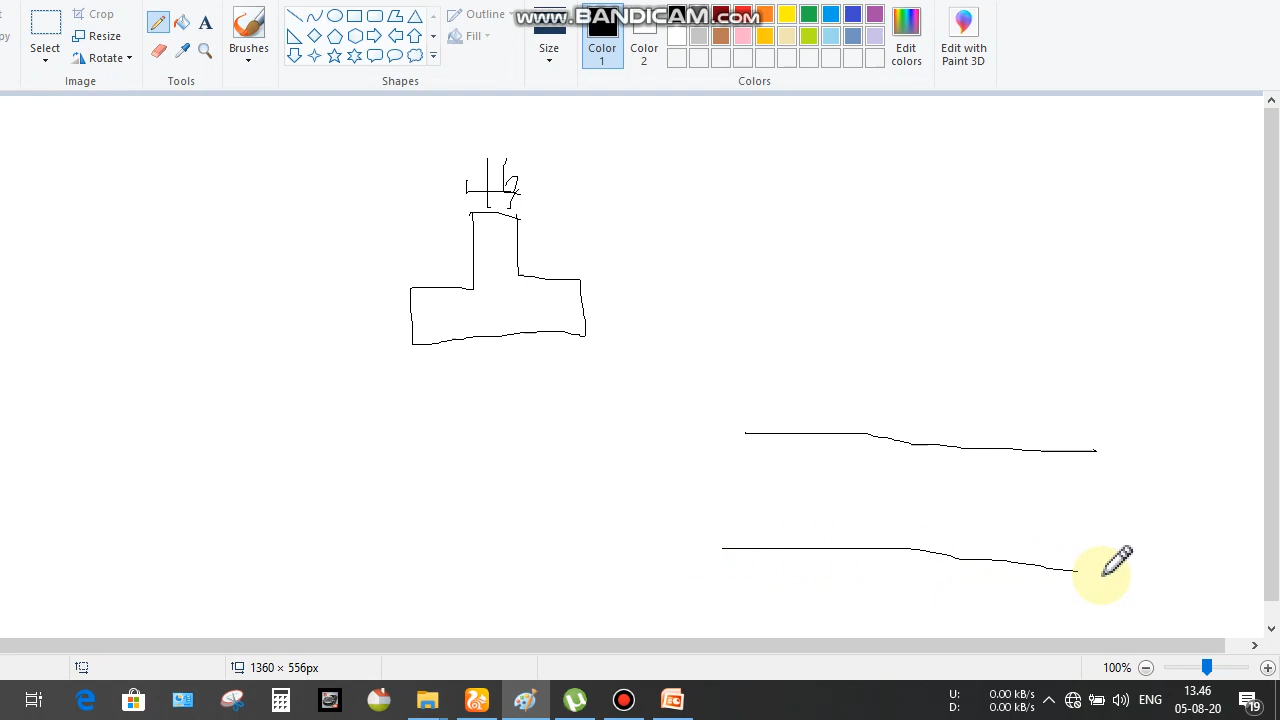 www.BANDICAM.com
Select
Crop
Resi
Rotate
Image
Tools
Brushes
Shapes
Outline
Fill
Size
Color
1
Color
2
Colors
Edit
colors
Edit with
Paint 3D
1360 × 556px
100%
U: 0.00 kB/s
D: 0.00 kB/s
ENG
13.46
05-08-20
19